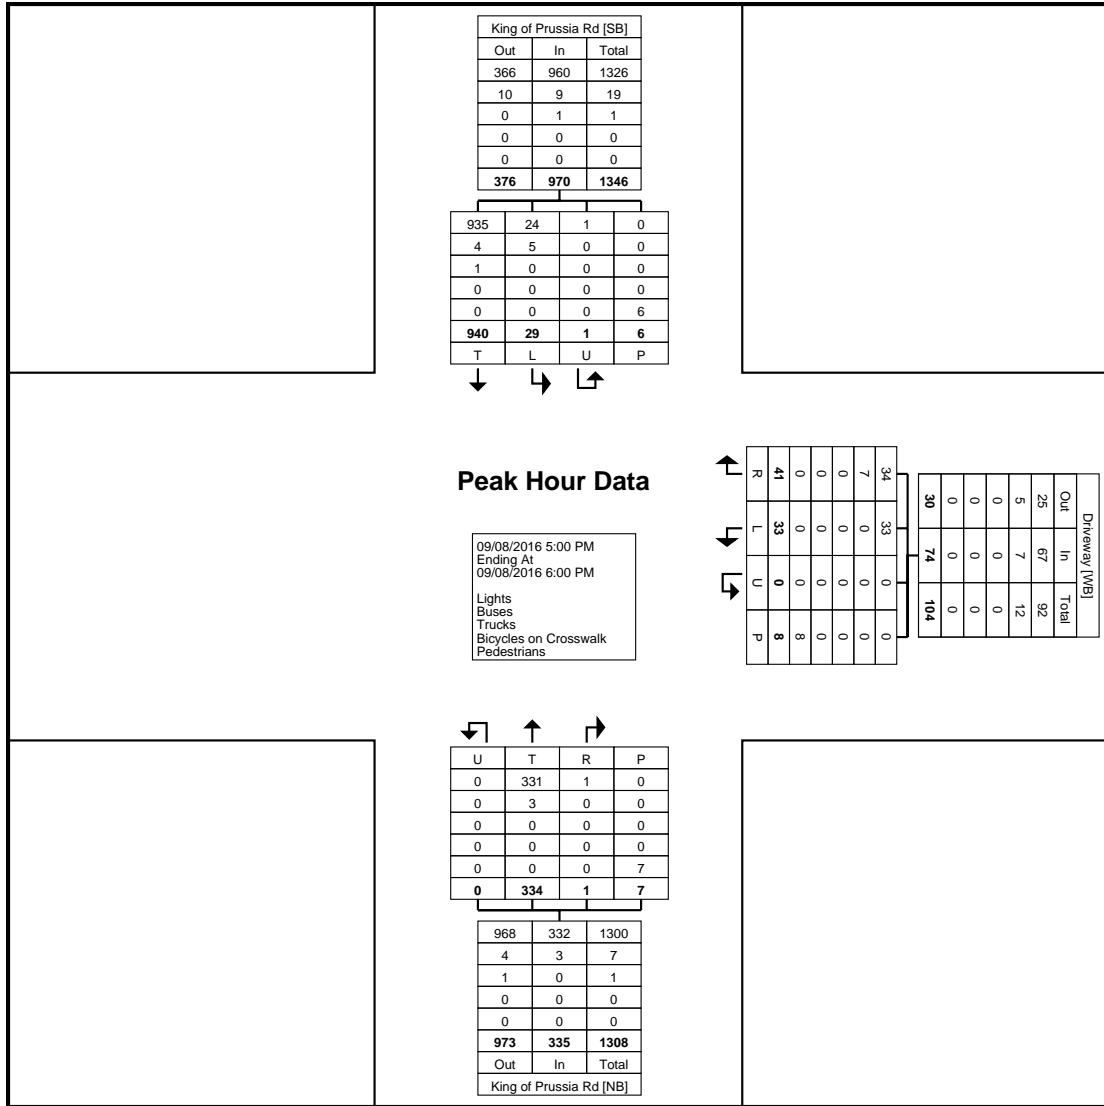 King of Prussia Rd [SB]
Out In Total
366 960 1326
10 9 19
0 1 1
0 0 0
0 0 0
376 970 1346
935 24 1 0
4 5 0 0
1 0 0 0
0 0 0 0
0 0 0 6
940 29 1 6
T L U P
Peak Hour Data
09/08/2016 5:00 PM
Ending At
09/08/2016 6:00 PM
Lights
Buses
Trucks
Bicycles on Crosswalk
Pedestrians
Driveway [WB]
Out In Total
25 67 92
5 7 12
0 0 0
0 0 0
0 0 0
30 74 104
34 33 0 0
7 0 0 0
0 0 0 0
0 0 0 0
0 0 0 8
41 33 0 8
R L U P
U T R P
0 331 1 0
0 3 0 0
0 0 0 0
0 0 0 0
0 0 0 7
0 334 1 7
968 332 1300
4 3 7
1 0 1
0 0 0
0 0 0
973 335 1308
Out In Total
King of Prussia Rd [NB]